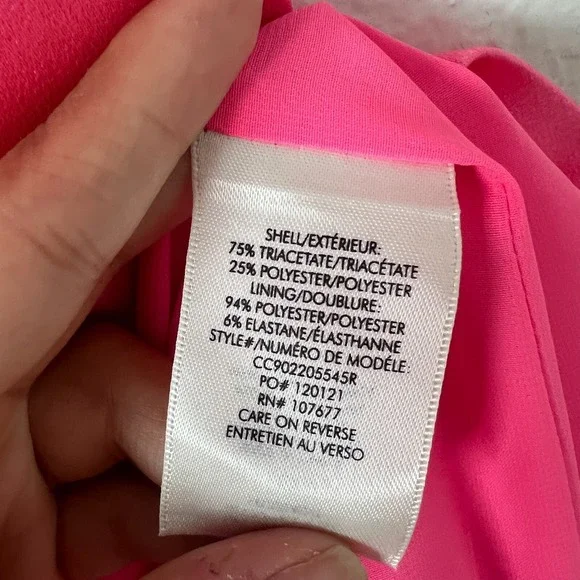 SHELL/EXTÉRIEUR:
75% TRIACETATE/TRIACÉTATE
25% POLYESTER/POLYESTER
LINING/DOUBLURE:
94% POLYESTER/POLYESTER
6% ELASTANE/ÉLASTHANNE
STYLE#/NUMÉRO DE MODÈLE:
CC902205545R
PO# 120121
RN# 107677
CARE ON REVERSE
ENTRETIEN AU VERSO